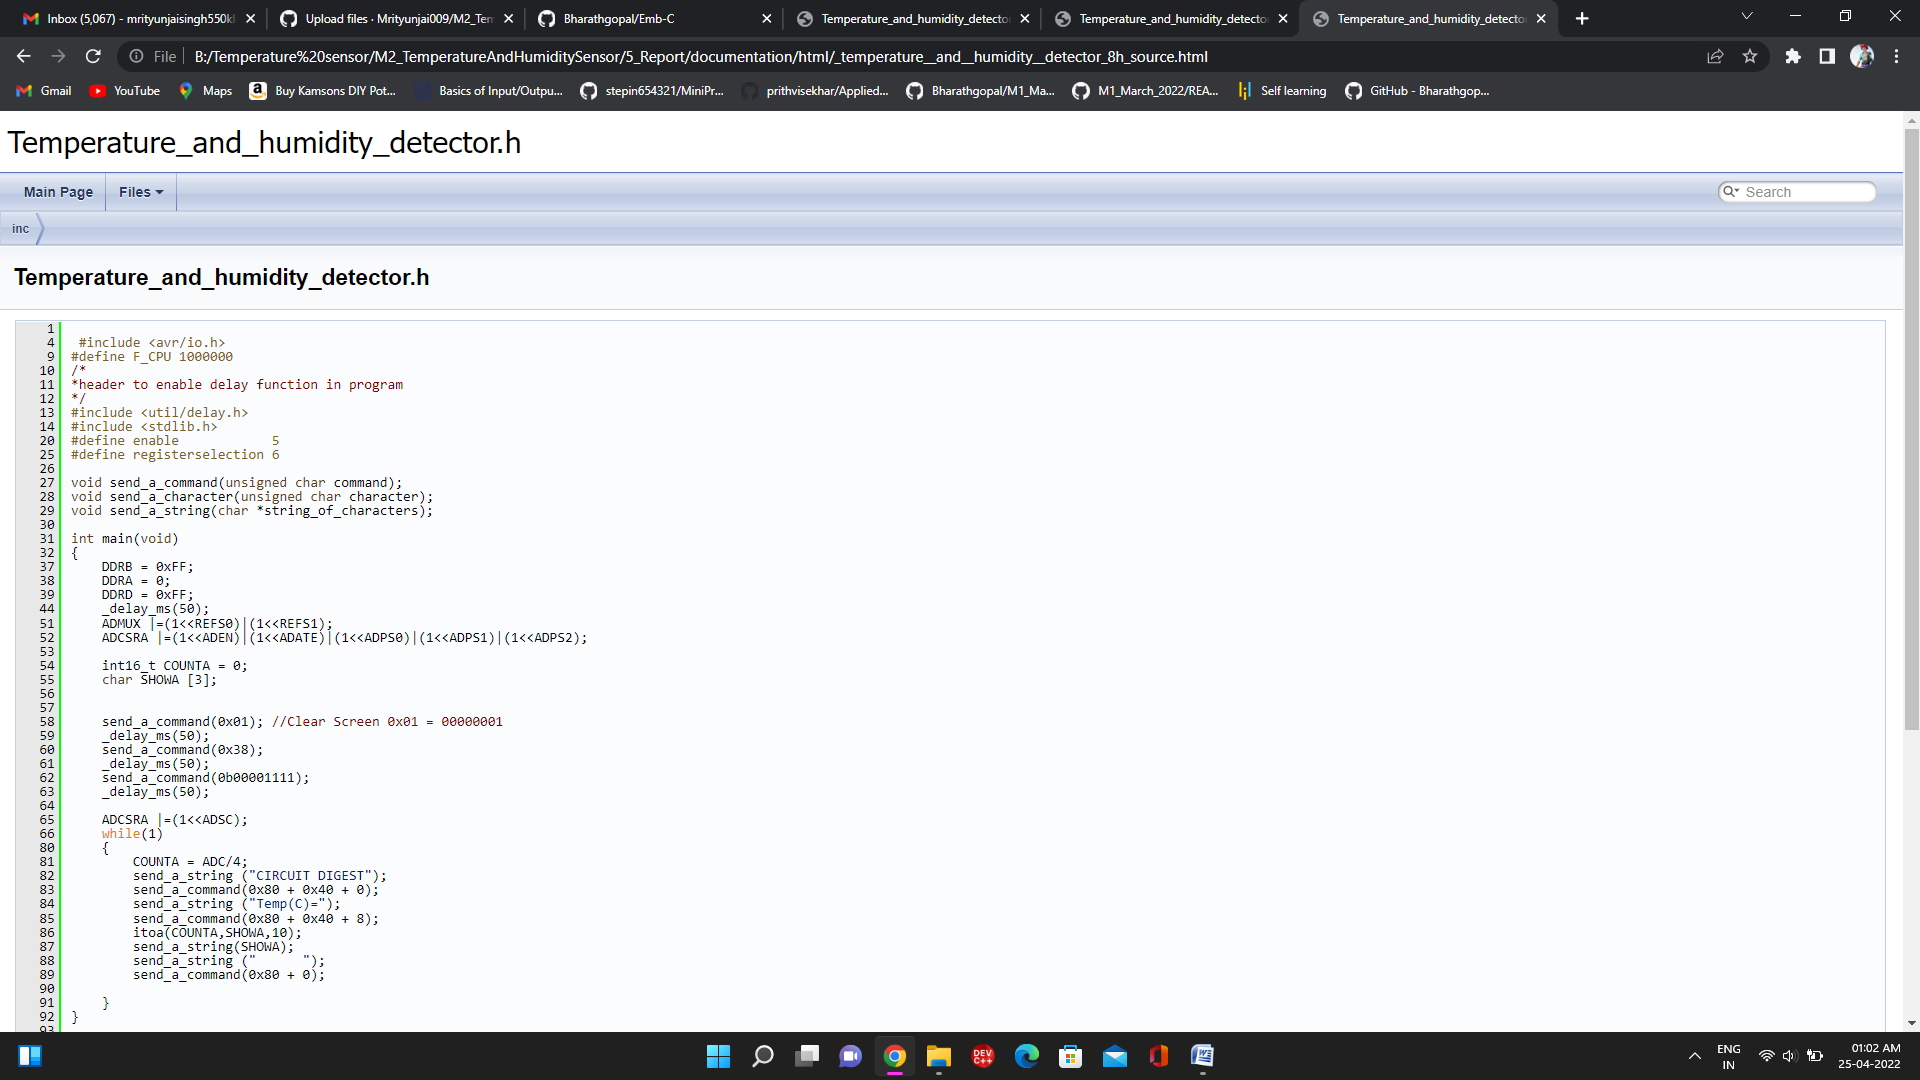 Inbox (5,067) - mrityunjaisingh550k
Upload files · Mrityunjai009/M2_Tem
Bharathgopal/Emb-C
Temperature_and_humidity_detecto
Temperature_and_humidity_detecto
Temperature_and_humidity_detecto
File | B:/Temperature%20sensor/M2_TemperatureAndHumiditySensor/5_Report/documentation/html/_temperature__and__humidity__detector_8h_source.html
Gmail YouTube Maps Buy Kamsons DIY Pot... Basics of Input/Outpu... stepin654321/MiniPr... prithvisekhar/Applied... Bharathgopal/M1_Ma... M1_March_2022/REA... Self learning GitHub - Bharathgop...
Temperature_and_humidity_detector.h
Main Page Files Search
inc
Temperature_and_humidity_detector.h
1
4 #include <avr/io.h>
9 #define F_CPU 1000000
10 /*
11 *header to enable delay function in program
12 */
13 #include <util/delay.h>
14 #include <stdlib.h>
20 #define enable            5
25 #define registerselection 6
26
27 void send_a_command(unsigned char command);
28 void send_a_character(unsigned char character);
29 void send_a_string(char *string_of_characters);
30
31 int main(void)
32 {
37     DDRB = 0xFF;
38     DDRA = 0;
39     DDRD = 0xFF;
44     _delay_ms(50);
51     ADMUX |=(1<<REFS0)|(1<<REFS1);
52     ADCSRA |=(1<<ADEN)|(1<<ADATE)|(1<<ADPS0)|(1<<ADPS1)|(1<<ADPS2);
53
54     int16_t COUNTA = 0;
55     char SHOWA [3];
56
57
58     send_a_command(0x01); //Clear Screen 0x01 = 00000001
59     _delay_ms(50);
60     send_a_command(0x38);
61     _delay_ms(50);
62     send_a_command(0b00001111);
63     _delay_ms(50);
64
65     ADCSRA |=(1<<ADSC);
66     while(1)
80     {
81         COUNTA = ADC/4;
82         send_a_string ("CIRCUIT DIGEST");
83         send_a_command(0x80 + 0x40 + 0);
84         send_a_string ("Temp(C)=");
85         send_a_command(0x80 + 0x40 + 8);
86         itoa(COUNTA,SHOWA,10);
87         send_a_string(SHOWA);
88         send_a_string ("      ");
89         send_a_command(0x80 + 0);
90
91     }
92 }
93
DEV C++
ENG
IN
01:02 AM
25-04-2022